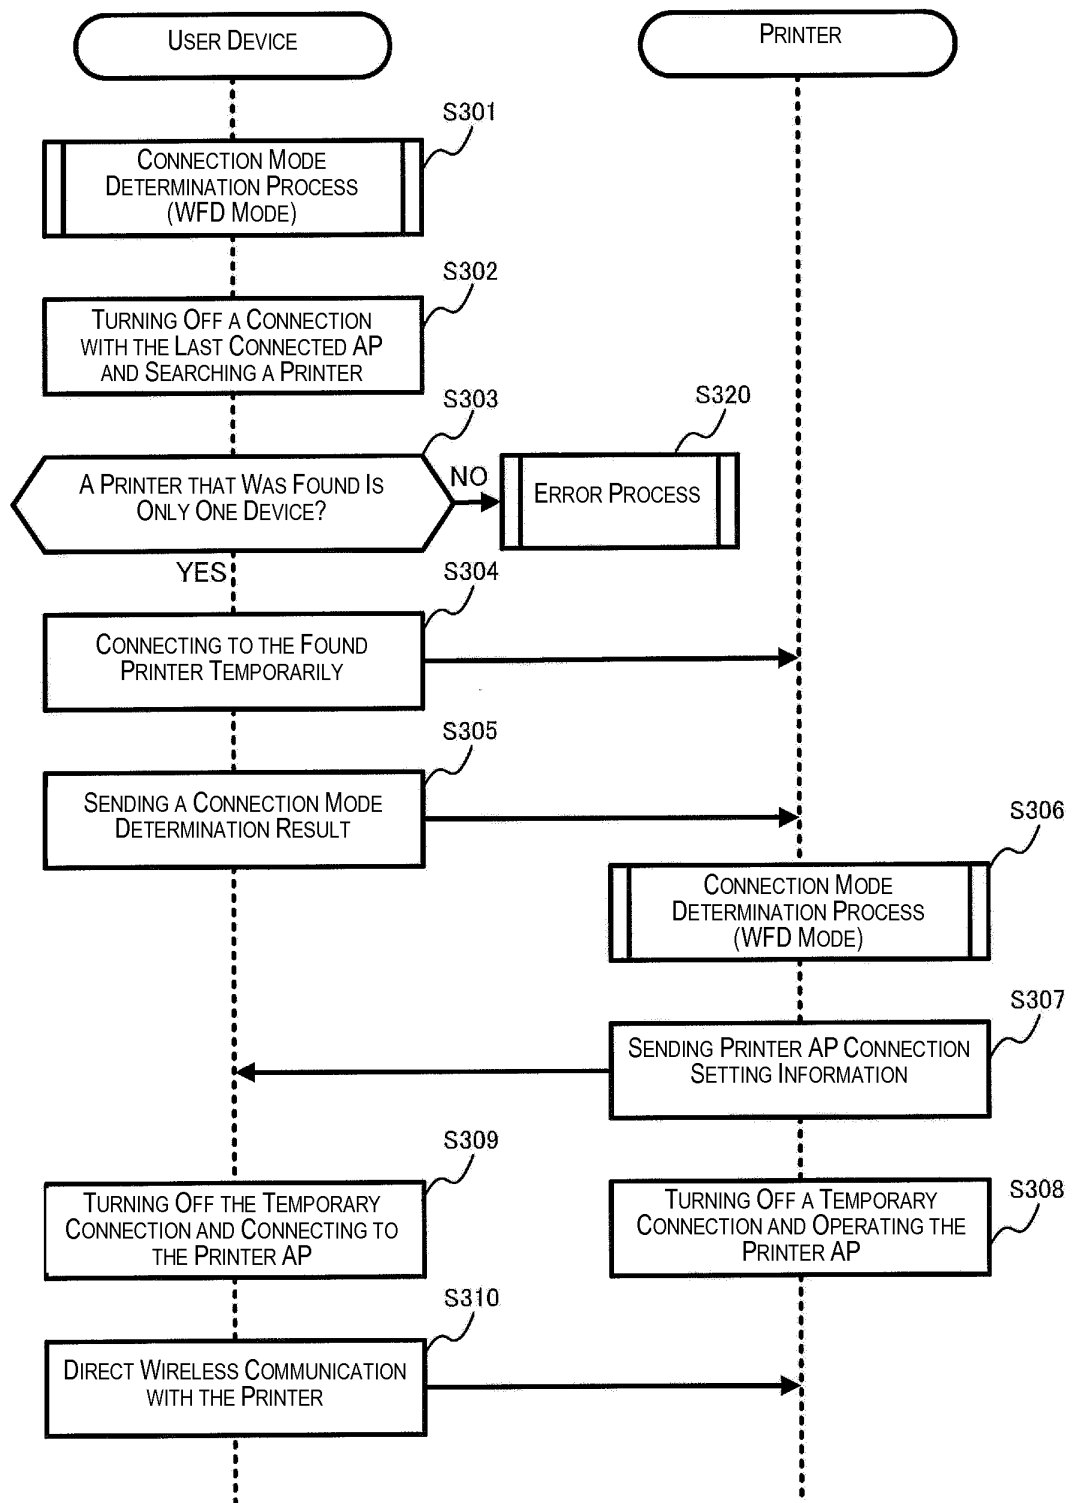 USER DEVICE
PRINTER
S301
CONNECTION MODE
DETERMINATION PROCESS
(WFD MODE)
S302
TURNING OFF A CONNECTION
WITH THE LAST CONNECTED AP
AND SEARCHING A PRINTER
S303
A PRINTER THAT WAS FOUND IS
ONLY ONE DEVICE?
NO
S320
ERROR PROCESS
YES
S304
CONNECTING TO THE FOUND
PRINTER TEMPORARILY
S305
SENDING A CONNECTION MODE
DETERMINATION RESULT
S306
CONNECTION MODE
DETERMINATION PROCESS
(WFD MODE)
S307
SENDING PRINTER AP CONNECTION
SETTING INFORMATION
S309
TURNING OFF THE TEMPORARY
CONNECTION AND CONNECTING TO
THE PRINTER AP
S308
TURNING OFF A TEMPORARY
CONNECTION AND OPERATING THE
PRINTER AP
S310
DIRECT WIRELESS COMMUNICATION
WITH THE PRINTER